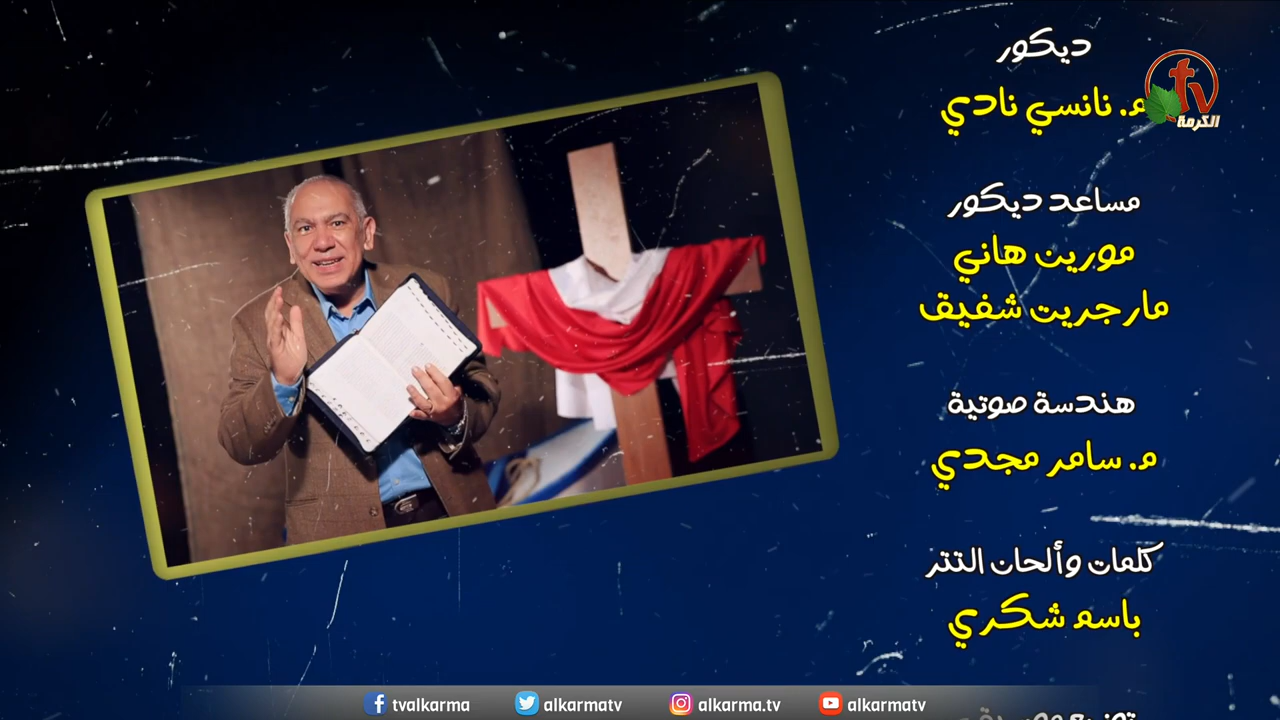 ديكور
م. نانسي نادي
tv
الكرمة
مساعد ديكور
مورين هاني
مارجريت شفيق
هندسة صوتية
م. سامر مجدي
كلمات وألحان التتر
باسم شكري
tvalkarma
alkarmatv
alkarma.tv
alkarmatv